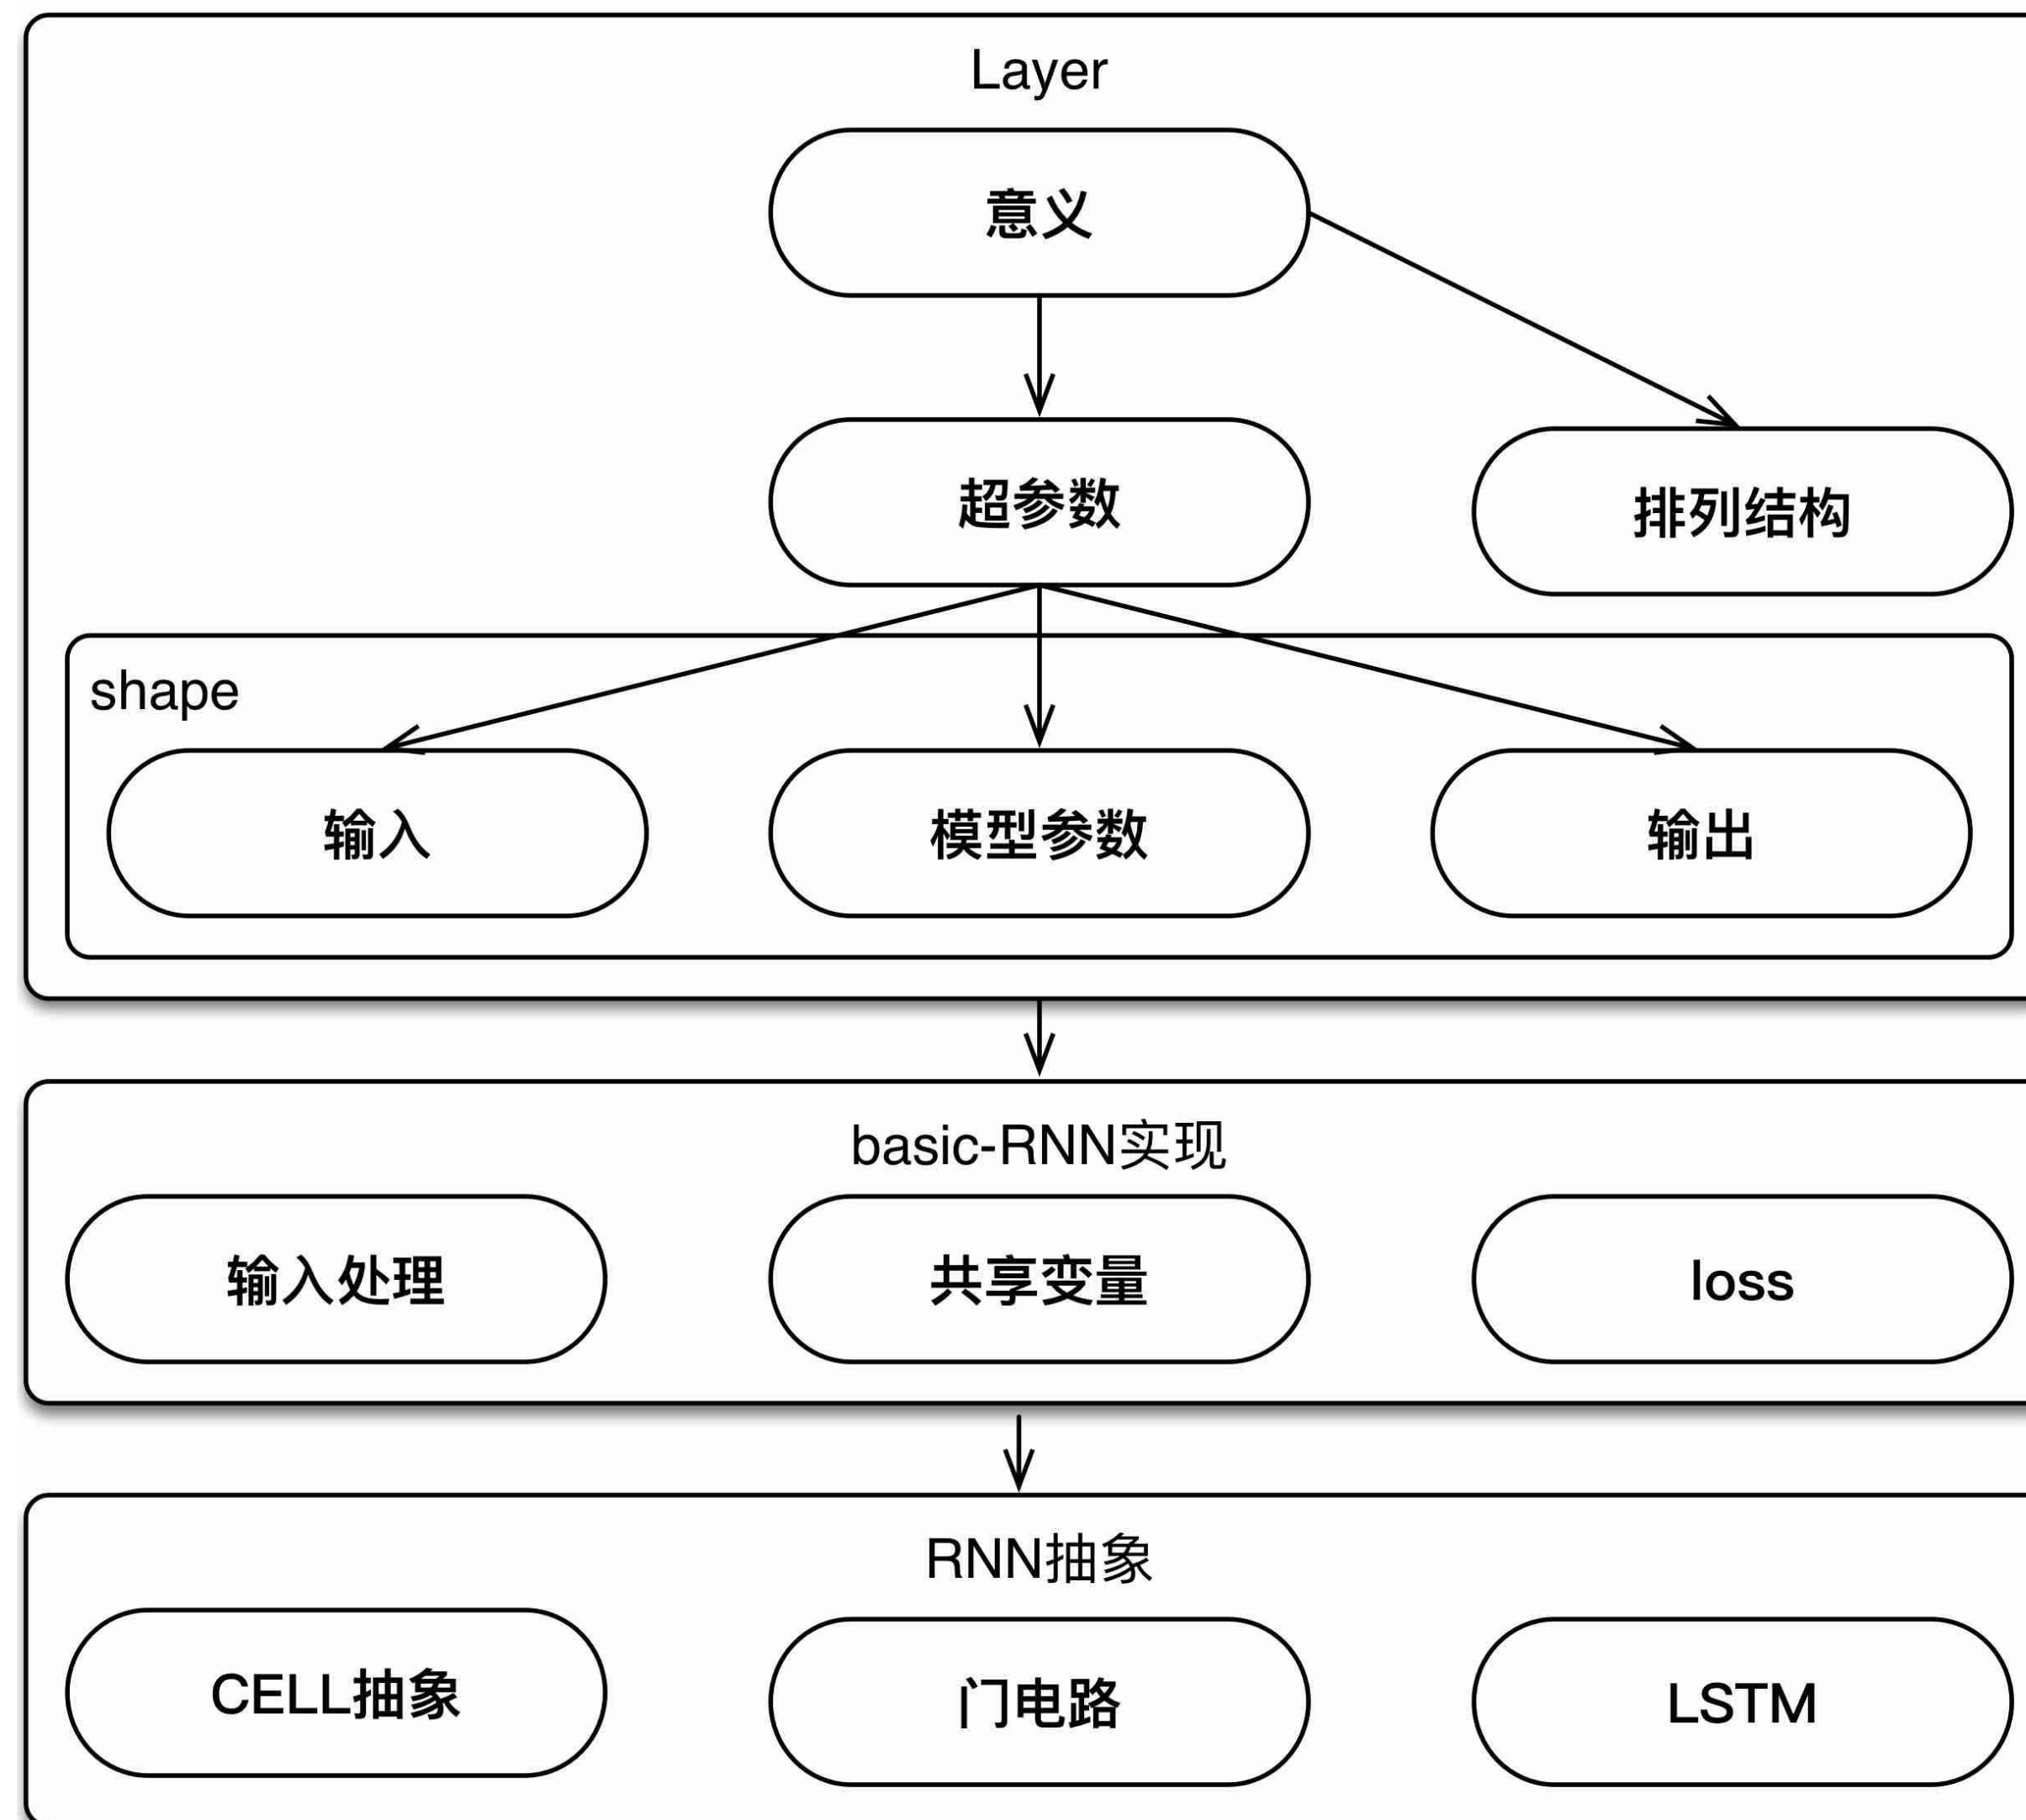 Layer
意义
超参数
排列结构
shape
输入
模型参数
输出
basic-RNN实现
输入处理
共享变量
loss
RNN抽象
CELL抽象
门电路
LSTM